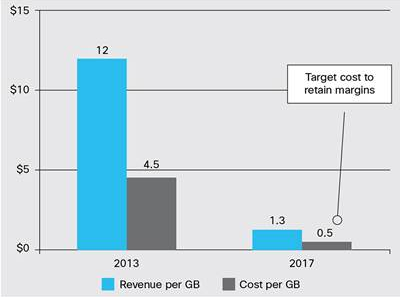 $15
12
Target cost to
retain margins
$10
4.5
$5
1.3
0.5
$0
2013
2017
Revenue per GB
Cost per GB